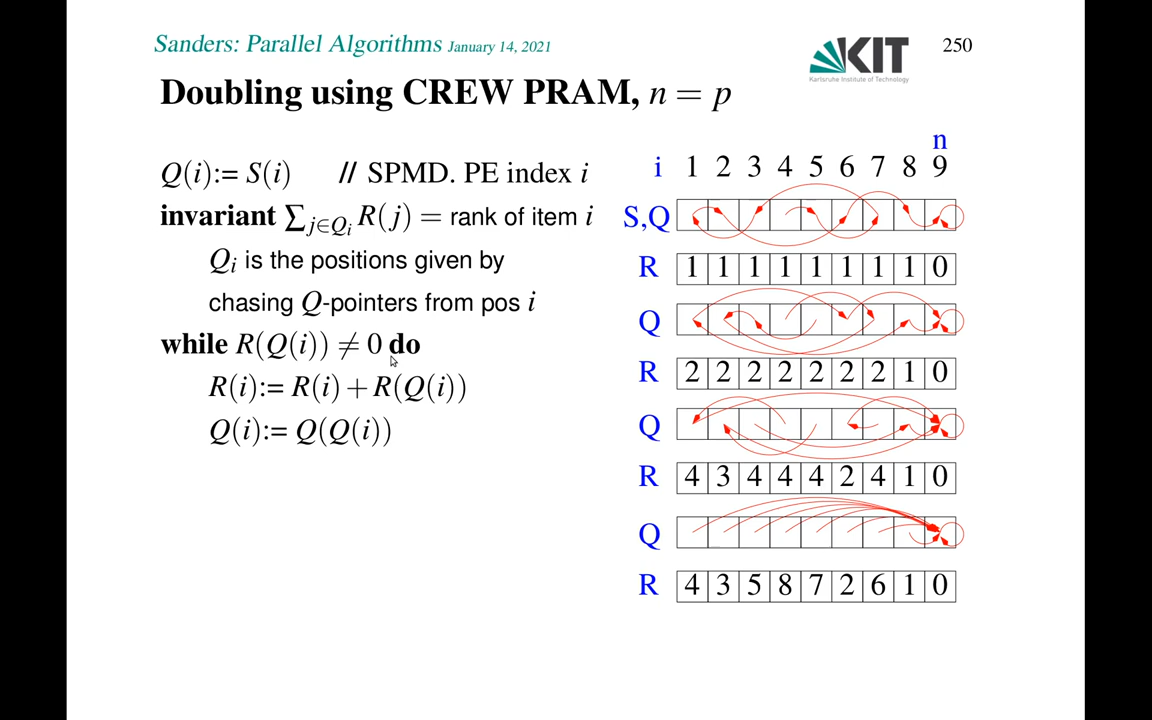 Sanders: Parallel Algorithms January 14, 2021
KIT
Karlsruhe Institute of Technology
250
Doubling using CREW PRAM, n = p
Q(i):= S(i) // SPMD. PE index i
invariant ∑j∈Qi R(j) = rank of item i
Qi is the positions given by
chasing Q-pointers from pos i
while R(Q(i)) ≠ 0 do
R(i):= R(i) + R(Q(i))
Q(i):= Q(Q(i))
n
i 1 2 3 4 5 6 7 8 9
S,Q
R 1 1 1 1 1 1 1 1 0
Q
R 2 2 2 2 2 2 2 1 0
Q
R 4 3 4 4 4 2 4 1 0
Q
R 4 3 5 8 7 2 6 1 0